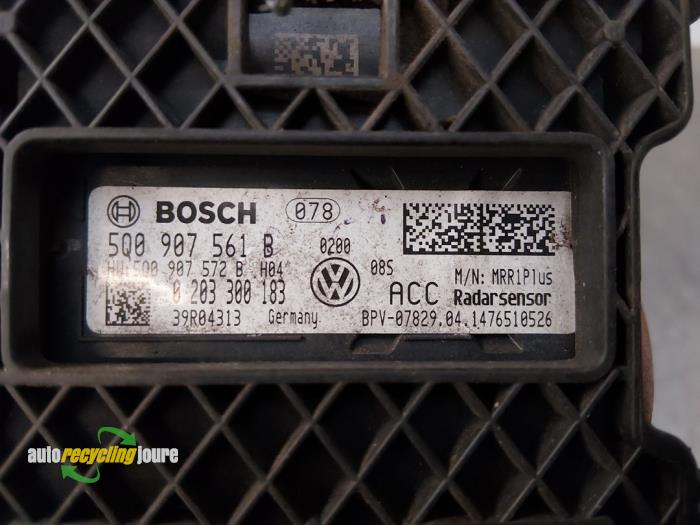 BOSCH 078
5Q0 907 561 B 0200
HW:5Q0 907 572 B H04 08S M/N: MRR1Plus
0 203 300 183 ACC Radarsensor
39R04313 Germany BPV-07829.04.1476510526
autorecyclingjoure